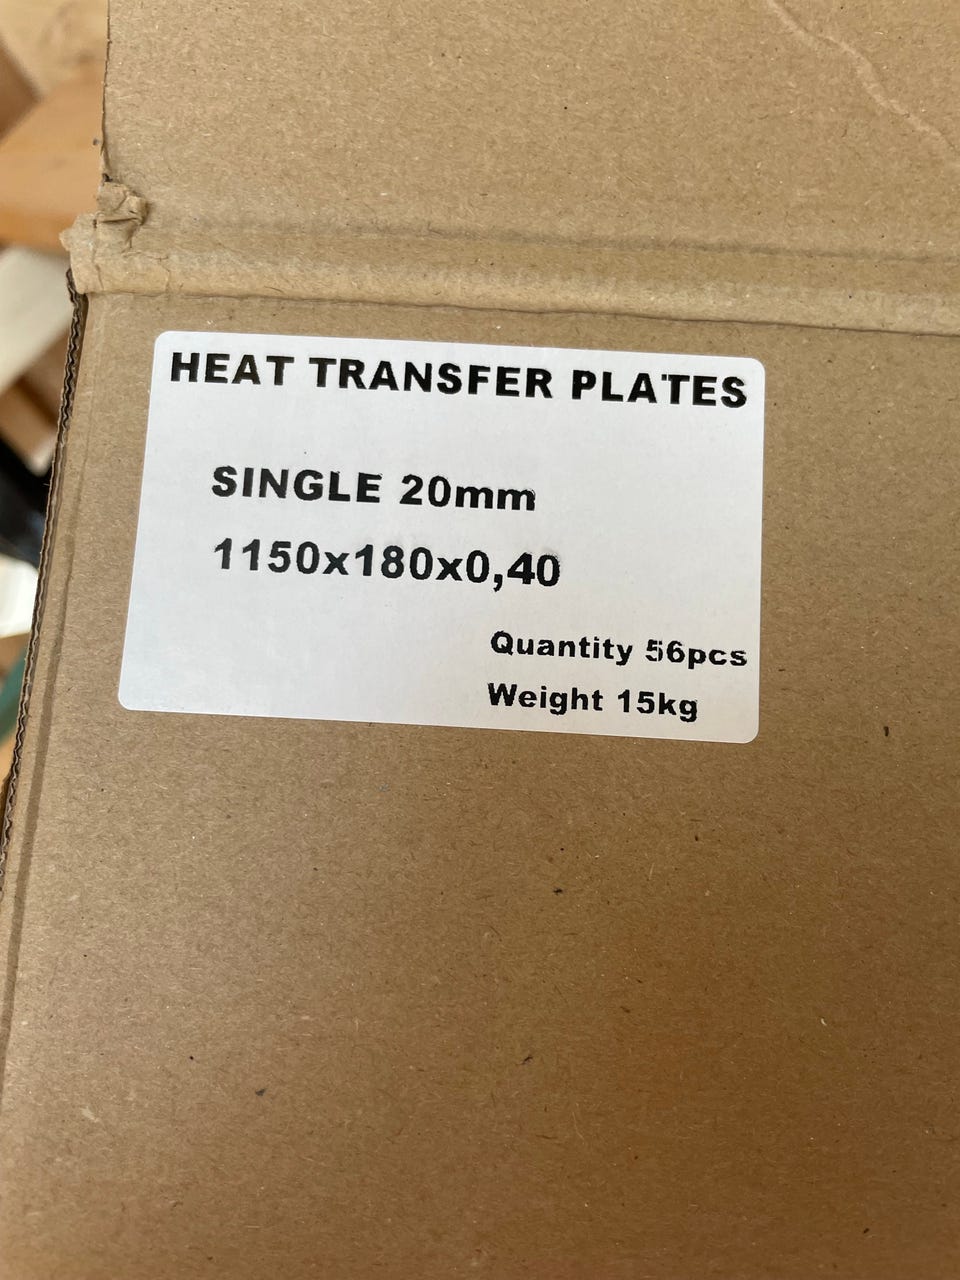 HEAT TRANSFER PLATES
SINGLE 20mm
1150x180x0,40
Quantity 56pcs
Weight 15kg